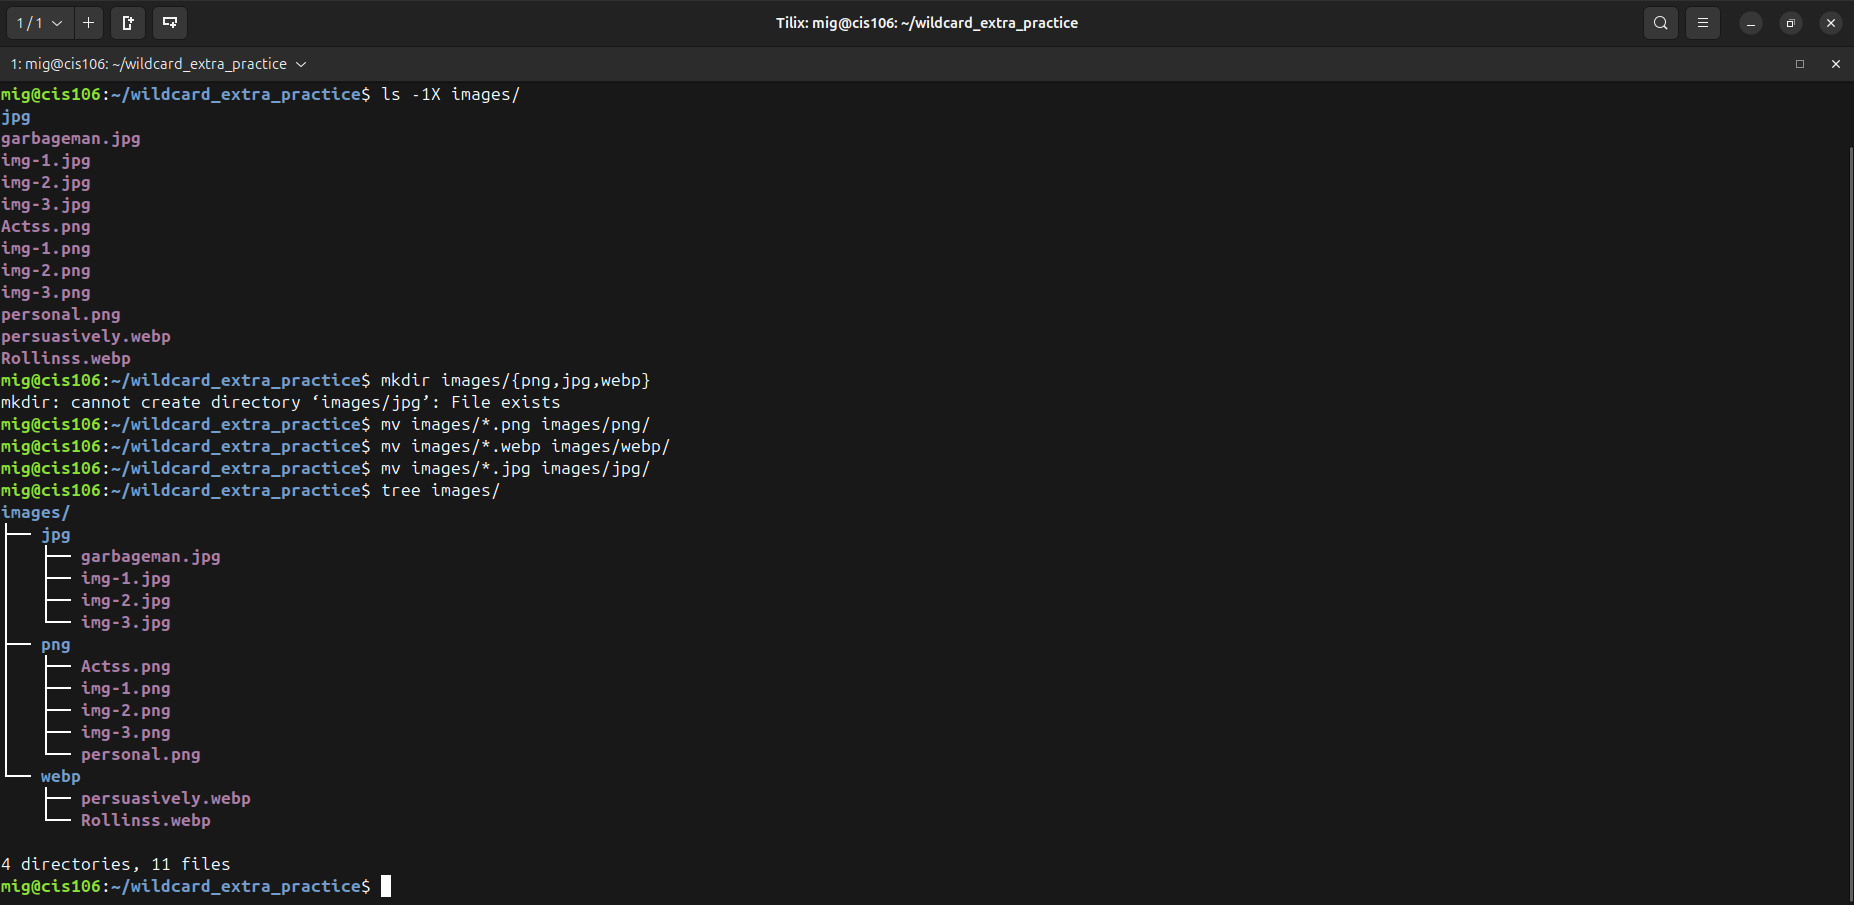 1 / 1
Tilix: mig@cis106: ~/wildcard_extra_practice
1: mig@cis106: ~/wildcard_extra_practice
mig@cis106:~/wildcard_extra_practice$ ls -1X images/
jpg
garbageman.jpg
img-1.jpg
img-2.jpg
img-3.jpg
Actss.png
img-1.png
img-2.png
img-3.png
personal.png
persuasively.webp
Rollinss.webp
mig@cis106:~/wildcard_extra_practice$ mkdir images/{png,jpg,webp}
mkdir: cannot create directory ‘images/jpg’: File exists
mig@cis106:~/wildcard_extra_practice$ mv images/*.png images/png/
mig@cis106:~/wildcard_extra_practice$ mv images/*.webp images/webp/
mig@cis106:~/wildcard_extra_practice$ mv images/*.jpg images/jpg/
mig@cis106:~/wildcard_extra_practice$ tree images/
images/
├── jpg
│   ├── garbageman.jpg
│   ├── img-1.jpg
│   ├── img-2.jpg
│   └── img-3.jpg
├── png
│   ├── Actss.png
│   ├── img-1.png
│   ├── img-2.png
│   ├── img-3.png
│   └── personal.png
└── webp
    ├── persuasively.webp
    └── Rollinss.webp
4 directories, 11 files
mig@cis106:~/wildcard_extra_practice$